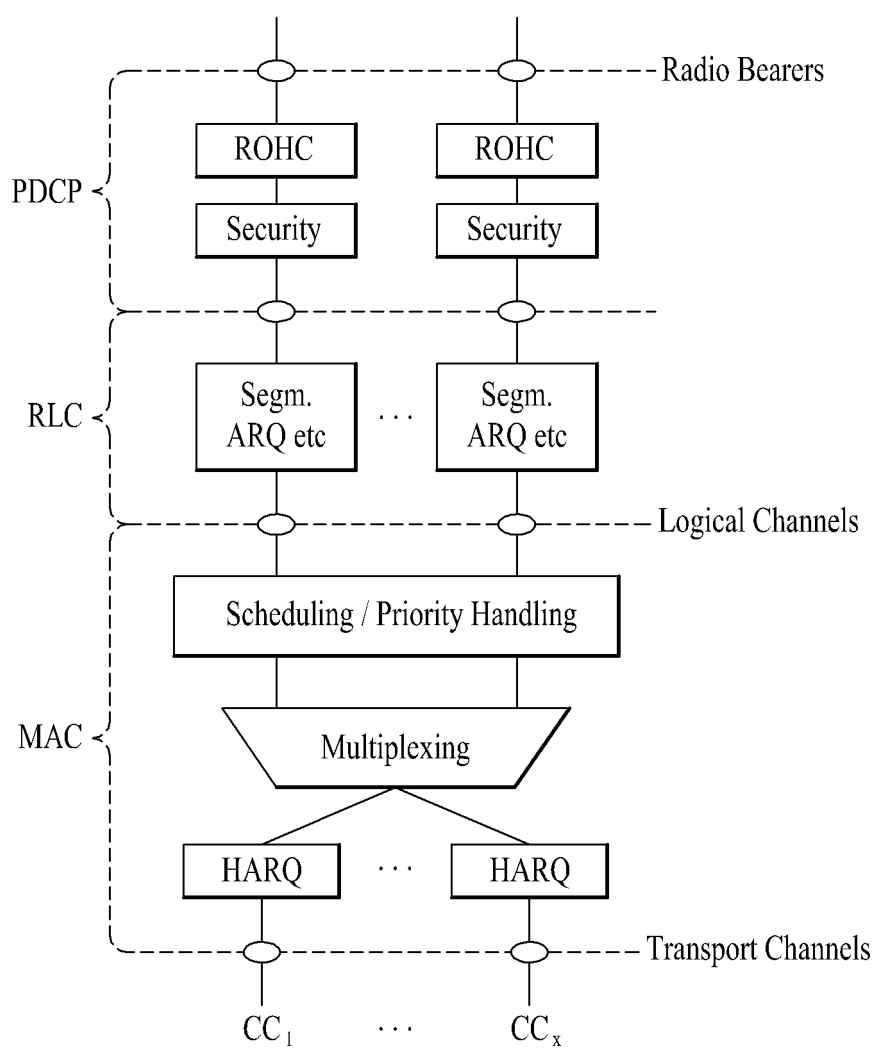 Radio Bearers
ROHC ROHC
PDCP
Security Security
Segm. ARQ etc ... Segm. ARQ etc
RLC
Logical Channels
Scheduling / Priority Handling
MAC
Multiplexing
HARQ ... HARQ
Transport Channels
CC1 ... CCx